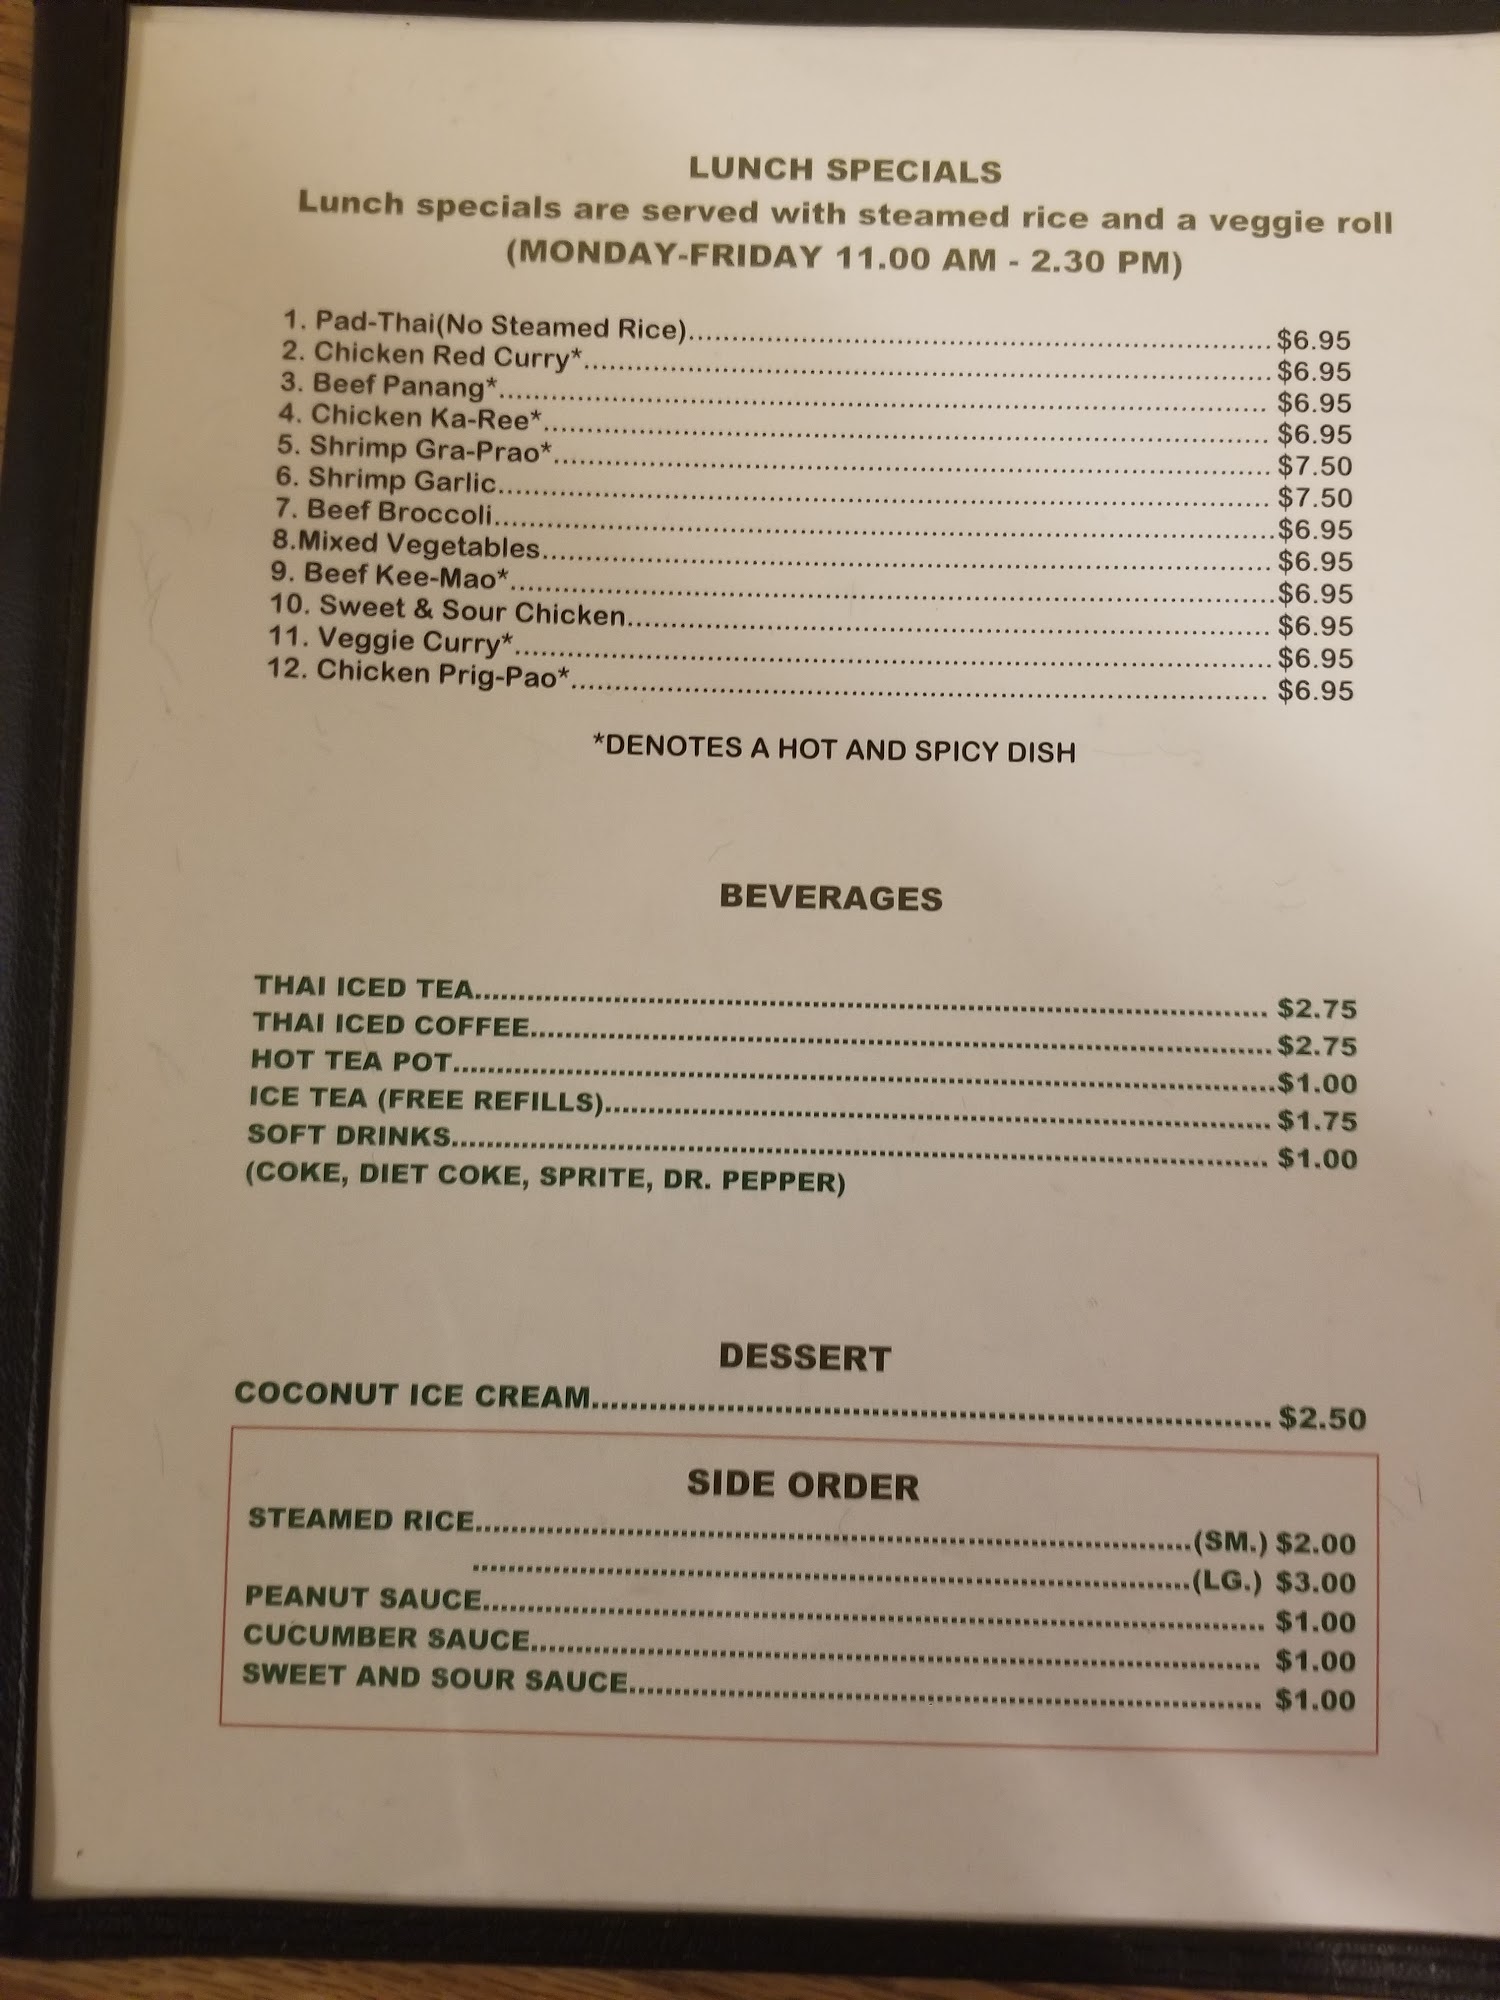 LUNCH SPECIALS
Lunch specials are served with steamed rice and a veggie roll
(MONDAY-FRIDAY 11.00 AM - 2.30 PM)
1. Pad-Thai(No Steamed Rice)..........$6.95
2. Chicken Red Curry*..........$6.95
3. Beef Panang*..........$6.95
4. Chicken Ka-Ree*..........$6.95
5. Shrimp Gra-Prao*..........$7.50
6. Shrimp Garlic..........$7.50
7. Beef Broccoli..........$6.95
8.Mixed Vegetables..........$6.95
9. Beef Kee-Mao*..........$6.95
10. Sweet & Sour Chicken..........$6.95
11. Veggie Curry*..........$6.95
12. Chicken Prig-Pao*..........$6.95
*DENOTES A HOT AND SPICY DISH
BEVERAGES
THAI ICED TEA..........$2.75
THAI ICED COFFEE..........$2.75
HOT TEA POT..........$1.00
ICE TEA (FREE REFILLS)..........$1.75
SOFT DRINKS..........$1.00
(COKE, DIET COKE, SPRITE, DR. PEPPER)
DESSERT
COCONUT ICE CREAM..........$2.50
SIDE ORDER
STEAMED RICE..........(SM.) $2.00
..........(LG.) $3.00
PEANUT SAUCE..........$1.00
CUCUMBER SAUCE..........$1.00
SWEET AND SOUR SAUCE..........$1.00